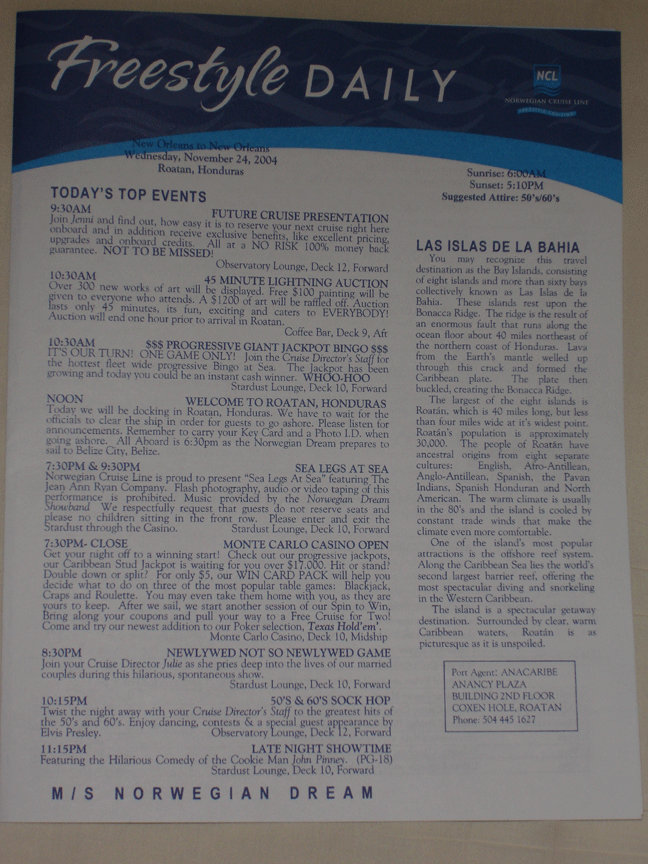 Freestyle DAILY
NCL
NORWEGIAN CRUISE LINE
New Orleans to New Orleans
Wednesday, November 24, 2004
Roatan, Honduras
Sunrise: 6:00AM
Sunset: 5:10PM
Suggested Attire: 50's/60's
TODAY'S TOP EVENTS
9:30AM FUTURE CRUISE PRESENTATION
Join Jenni and find out, how easy it is to reserve your next cruise right here
onboard and in addition receive exclusive benefits, like excellent pricing,
upgrades and onboard credits. All at a NO RISK 100% money back
guarantee. NOT TO BE MISSED!
Observatory Lounge, Deck 12, Forward
10:30AM 45 MINUTE LIGHTNING AUCTION
Over 300 new works of art will be displayed. Free $100 painting will be
given to everyone who attends. A $1200 of art will be raffled off. Auction
lasts only 45 minutes, its fun, exciting and caters to EVERYBODY!
Auction will end one hour prior to arrival in Roatan.
Coffee Bar, Deck 9, Aft
10:30AM $$$ PROGRESSIVE GIANT JACKPOT BINGO $$$
IT'S OUR TURN! ONE GAME ONLY! Join the Cruise Director's Staff for
the hottest fleet wide progressive Bingo at Sea. The Jackpot has been
growing and today you could be an instant cash winner. WHOO-HOO
Stardust Lounge, Deck 10, Forward
NOON WELCOME TO ROATAN, HONDURAS
Today we will be docking in Roatan, Honduras. We have to wait for the
officials to clear the ship in order for guests to go ashore. Please listen for
announcements. Remember to carry your Key Card and a Photo I.D. when
going ashore. All Aboard is 6:30pm as the Norwegian Dream prepares to
sail to Belize City, Belize.
7:30PM & 9:30PM SEA LEGS AT SEA
Norwegian Cruise Line is proud to present "Sea Legs At Sea" featuring The
Jean Ann Ryan Company. Flash photography, audio or video taping of this
performance is prohibited. Music provided by the Norwegian Dream
Showband We respectfully request that guests do not reserve seats and
please no children sitting in the front row. Please enter and exit the
Stardust through the Casino. Stardust Lounge, Deck 10, Forward
7:30PM- CLOSE MONTE CARLO CASINO OPEN
Get your night off to a winning start! Check out our progressive jackpots,
our Caribbean Stud Jackpot is waiting for you over $17,000. Hit or stand?
Double down or split? For only $5, our WIN CARD PACK will help you
decide what to do on three of the most popular table games: Blackjack,
Craps and Roulette. You may even take them home with you, as they are
yours to keep. After we sail, we start another session of our Spin to Win,
Bring along your coupons and pull your way to a Free Cruise for Two!
Come and try our newest addition to our Poker selection, 'Texas Hold'em'.
Monte Carlo Casino, Deck 10, Midship
8:30PM NEWLYWED NOT SO NEWLYWED GAME
Join your Cruise Director Julie as she pries deep into the lives of our married
couples during this hilarious, spontaneous show.
Stardust Lounge, Deck 10, Forward
10:15PM 50'S & 60'S SOCK HOP
Twist the night away with your Cruise Director's Staff to the greatest hits of
the 50's and 60's. Enjoy dancing, contests & a special guest appearance by
Elvis Presley. Observatory Lounge, Deck 12, Forward
11:15PM LATE NIGHT SHOWTIME
Featuring the Hilarious Comedy of the Cookie Man John Pinney. (PG-18)
Stardust Lounge, Deck 10, Forward
M/S NORWEGIAN DREAM
LAS ISLAS DE LA BAHIA
You may recognize this travel
destination as the Bay Islands, consisting
of eight islands and more than sixty bays
collectively known as Las Islas de la
Bahia. These islands rest upon the
Bonacca Ridge. The ridge is the result of
an enormous fault that runs along the
ocean floor about 40 miles northeast of
the northern coast of Honduras. Lava
from the Earth's mantle welled up
through this crack and formed the
Caribbean plate. The plate then
buckled, creating the Bonacca Ridge.
The largest of the eight islands is
Roatán, which is 40 miles long, but less
than four miles wide at it's widest point.
Roatán's population is approximately
30,000. The people of Roatán have
ancestral origins from eight separate
cultures: English, Afro-Antillean,
Anglo-Antillean, Spanish, the Pavan
Indians, Spanish Honduran and North
American. The warm climate is usually
in the 80's and the island is cooled by
constant trade winds that make the
climate even more comfortable.
One of the island's most popular
attractions is the offshore reef system.
Along the Caribbean Sea lies the world's
second largest barrier reef, offering the
most spectacular diving and snorkeling
in the Western Caribbean.
The island is a spectacular getaway
destination. Surrounded by clear, warm
Caribbean waters, Roatán is as
picturesque as it is unspoiled.
Port Agent: ANACARIBE
ANANCY PLAZA
BUILDING 2ND FLOOR
COXEN HOLE, ROATAN
Phone: 504 445 1627